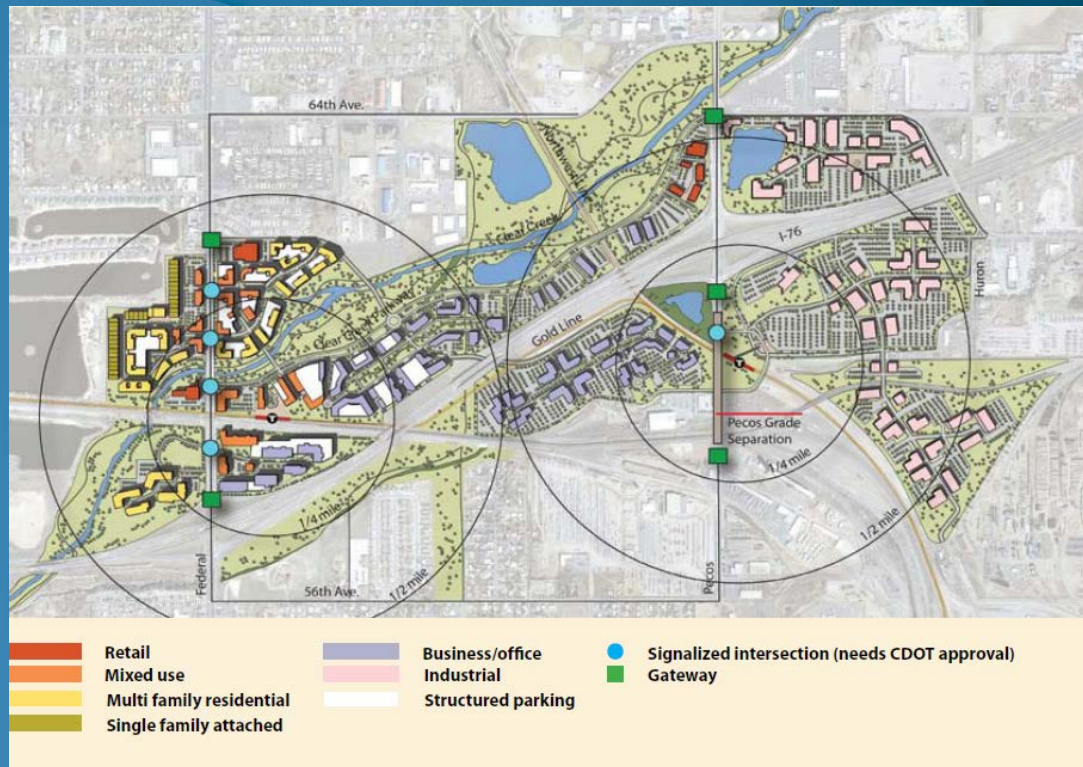 64th Ave.
Northwest
Clear Creek
I-76
Huron
Clear Creek Parkway
Gold Line
T
T
Pecos Grade
Separation
1/4 mile
1/4 mile
1/2 mile
1/2 mile
Federal
56th Ave.
Pecos
Retail
Mixed use
Multi family residential
Single family attached
Business/office
Industrial
Structured parking
Signalized intersection (needs CDOT approval)
Gateway